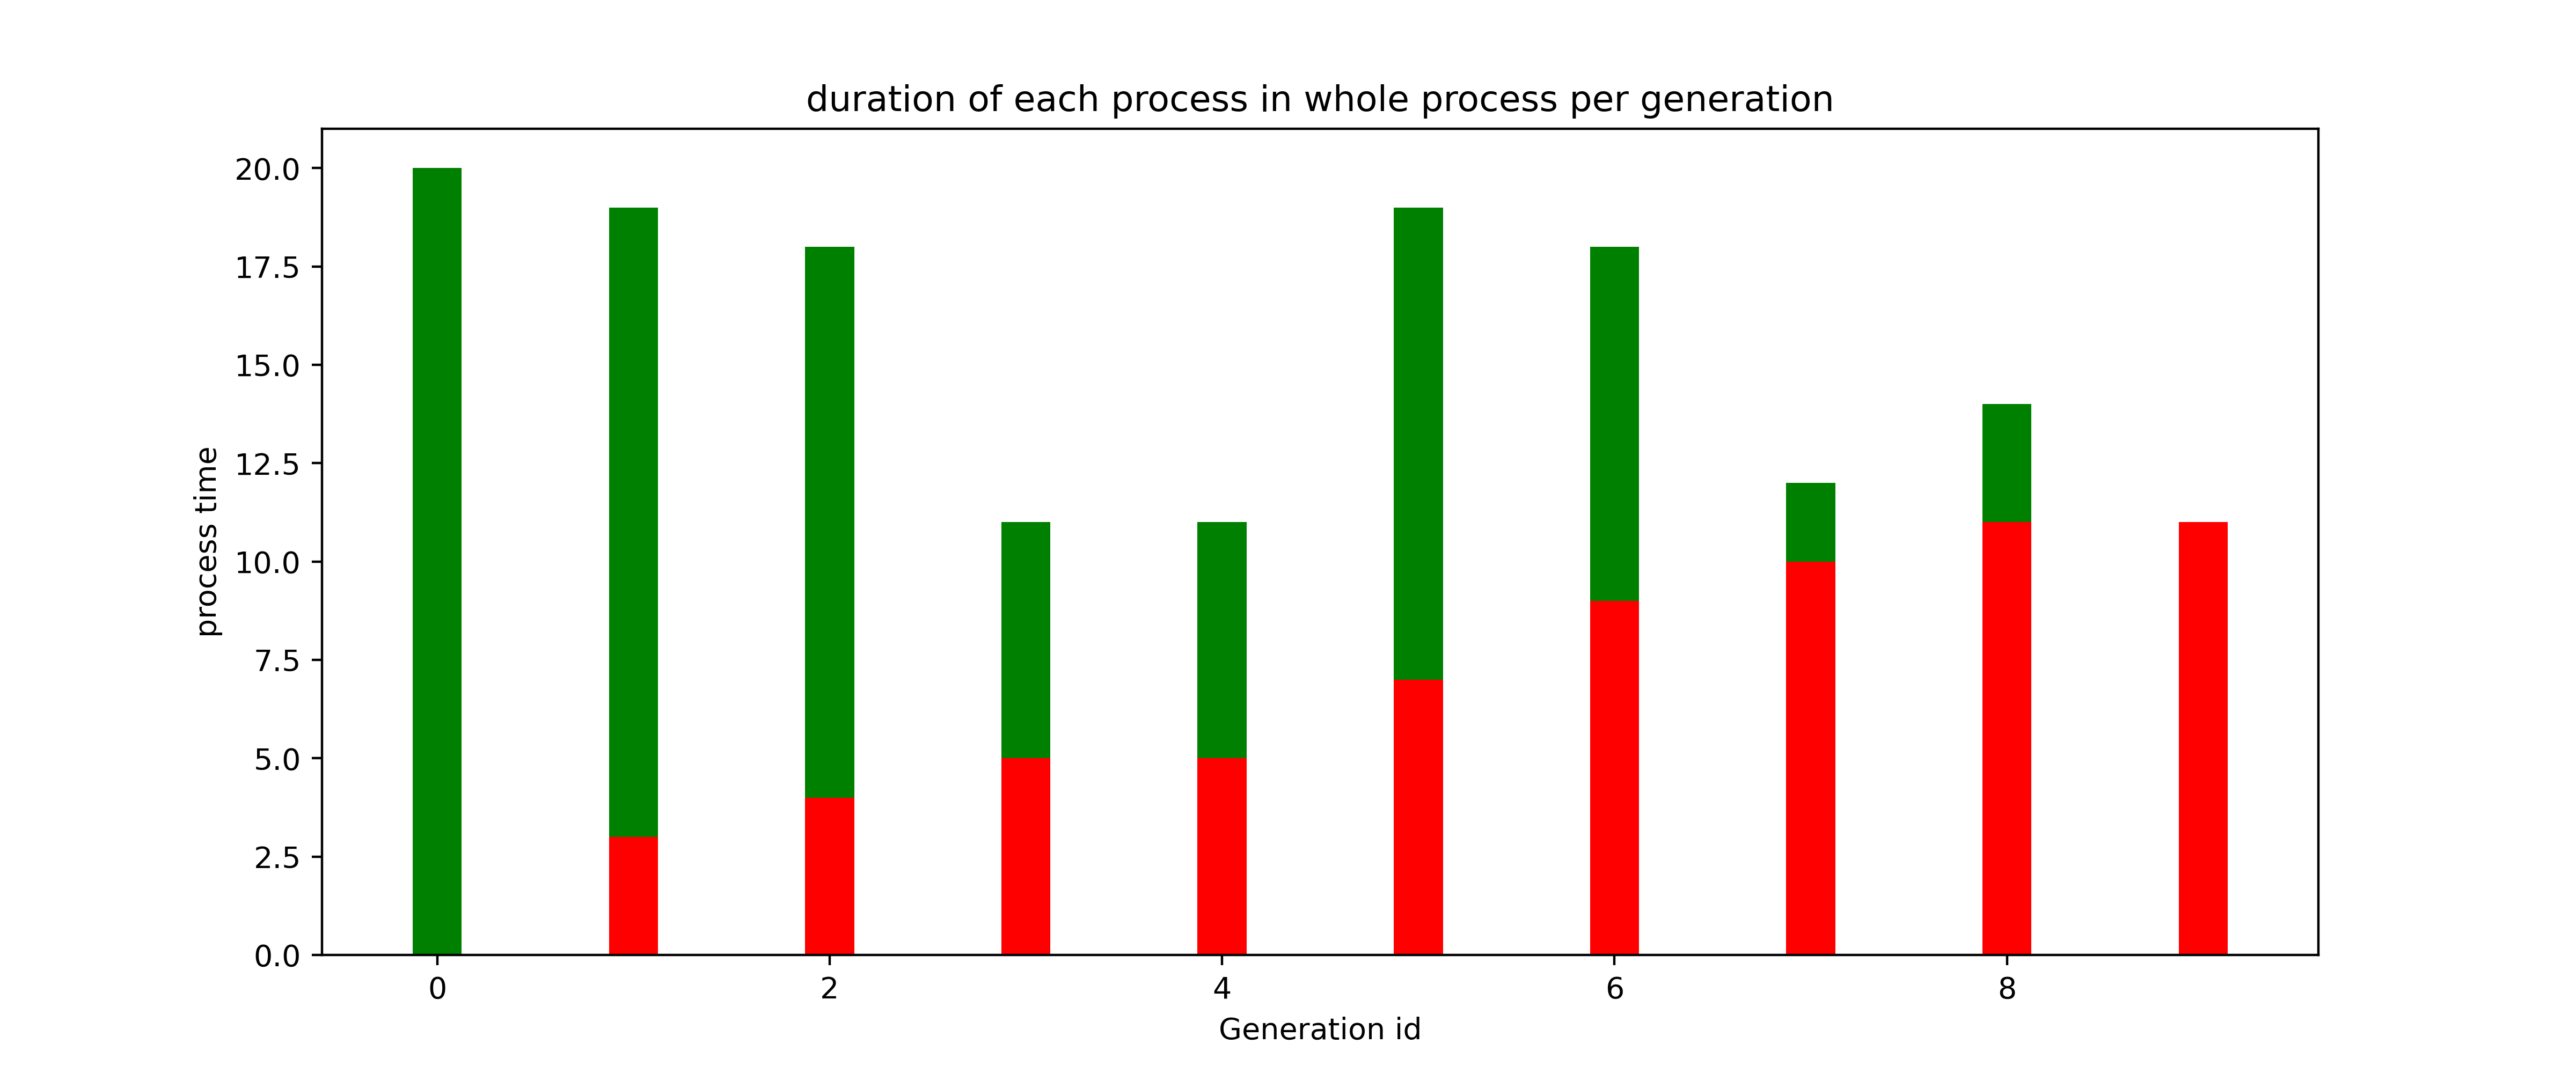 duration of each process in whole process per generation
20.0
17.5
15.0
12.5
10.0
7.5
5.0
2.5
0.0
process time
0 2 4 6 8
Generation id